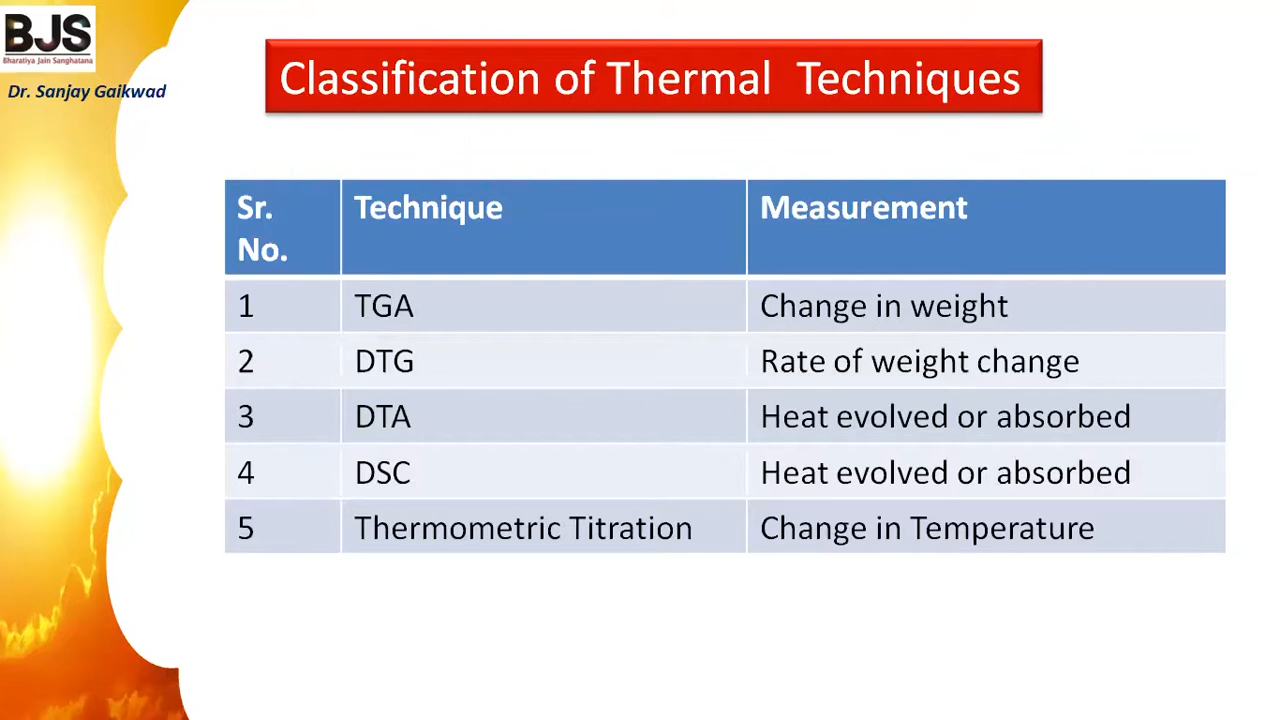 BJS
Bharatiya Jain Sanghatana
Dr. Sanjay Gaikwad
Classification of Thermal Techniques
Sr. No. Technique Measurement
1 TGA Change in weight
2 DTG Rate of weight change
3 DTA Heat evolved or absorbed
4 DSC Heat evolved or absorbed
5 Thermometric Titration Change in Temperature